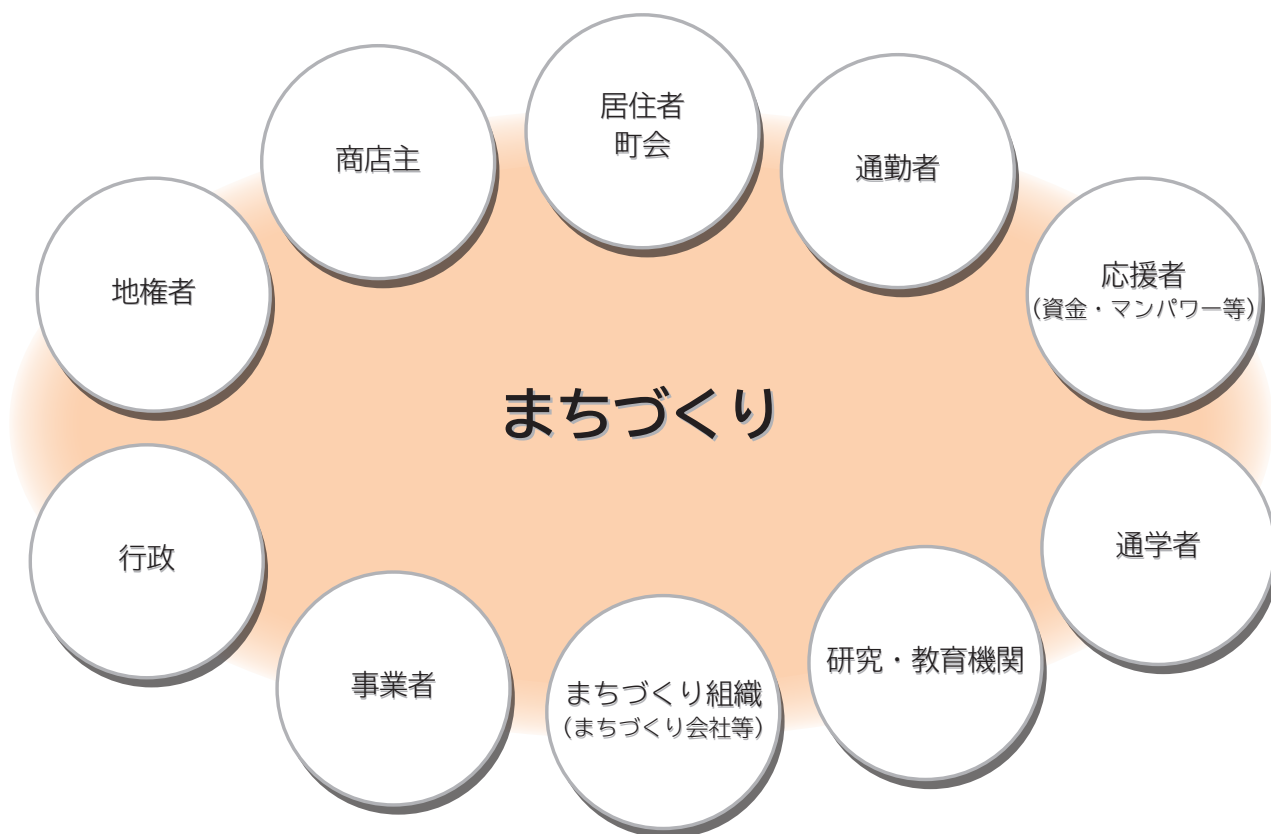 居住者
町会
商店主
通勤者
地権者
応援者
（資金・マンパワー等）
まちづくり
行政
通学者
事業者
まちづくり組織
（まちづくり会社等）
研究・教育機関